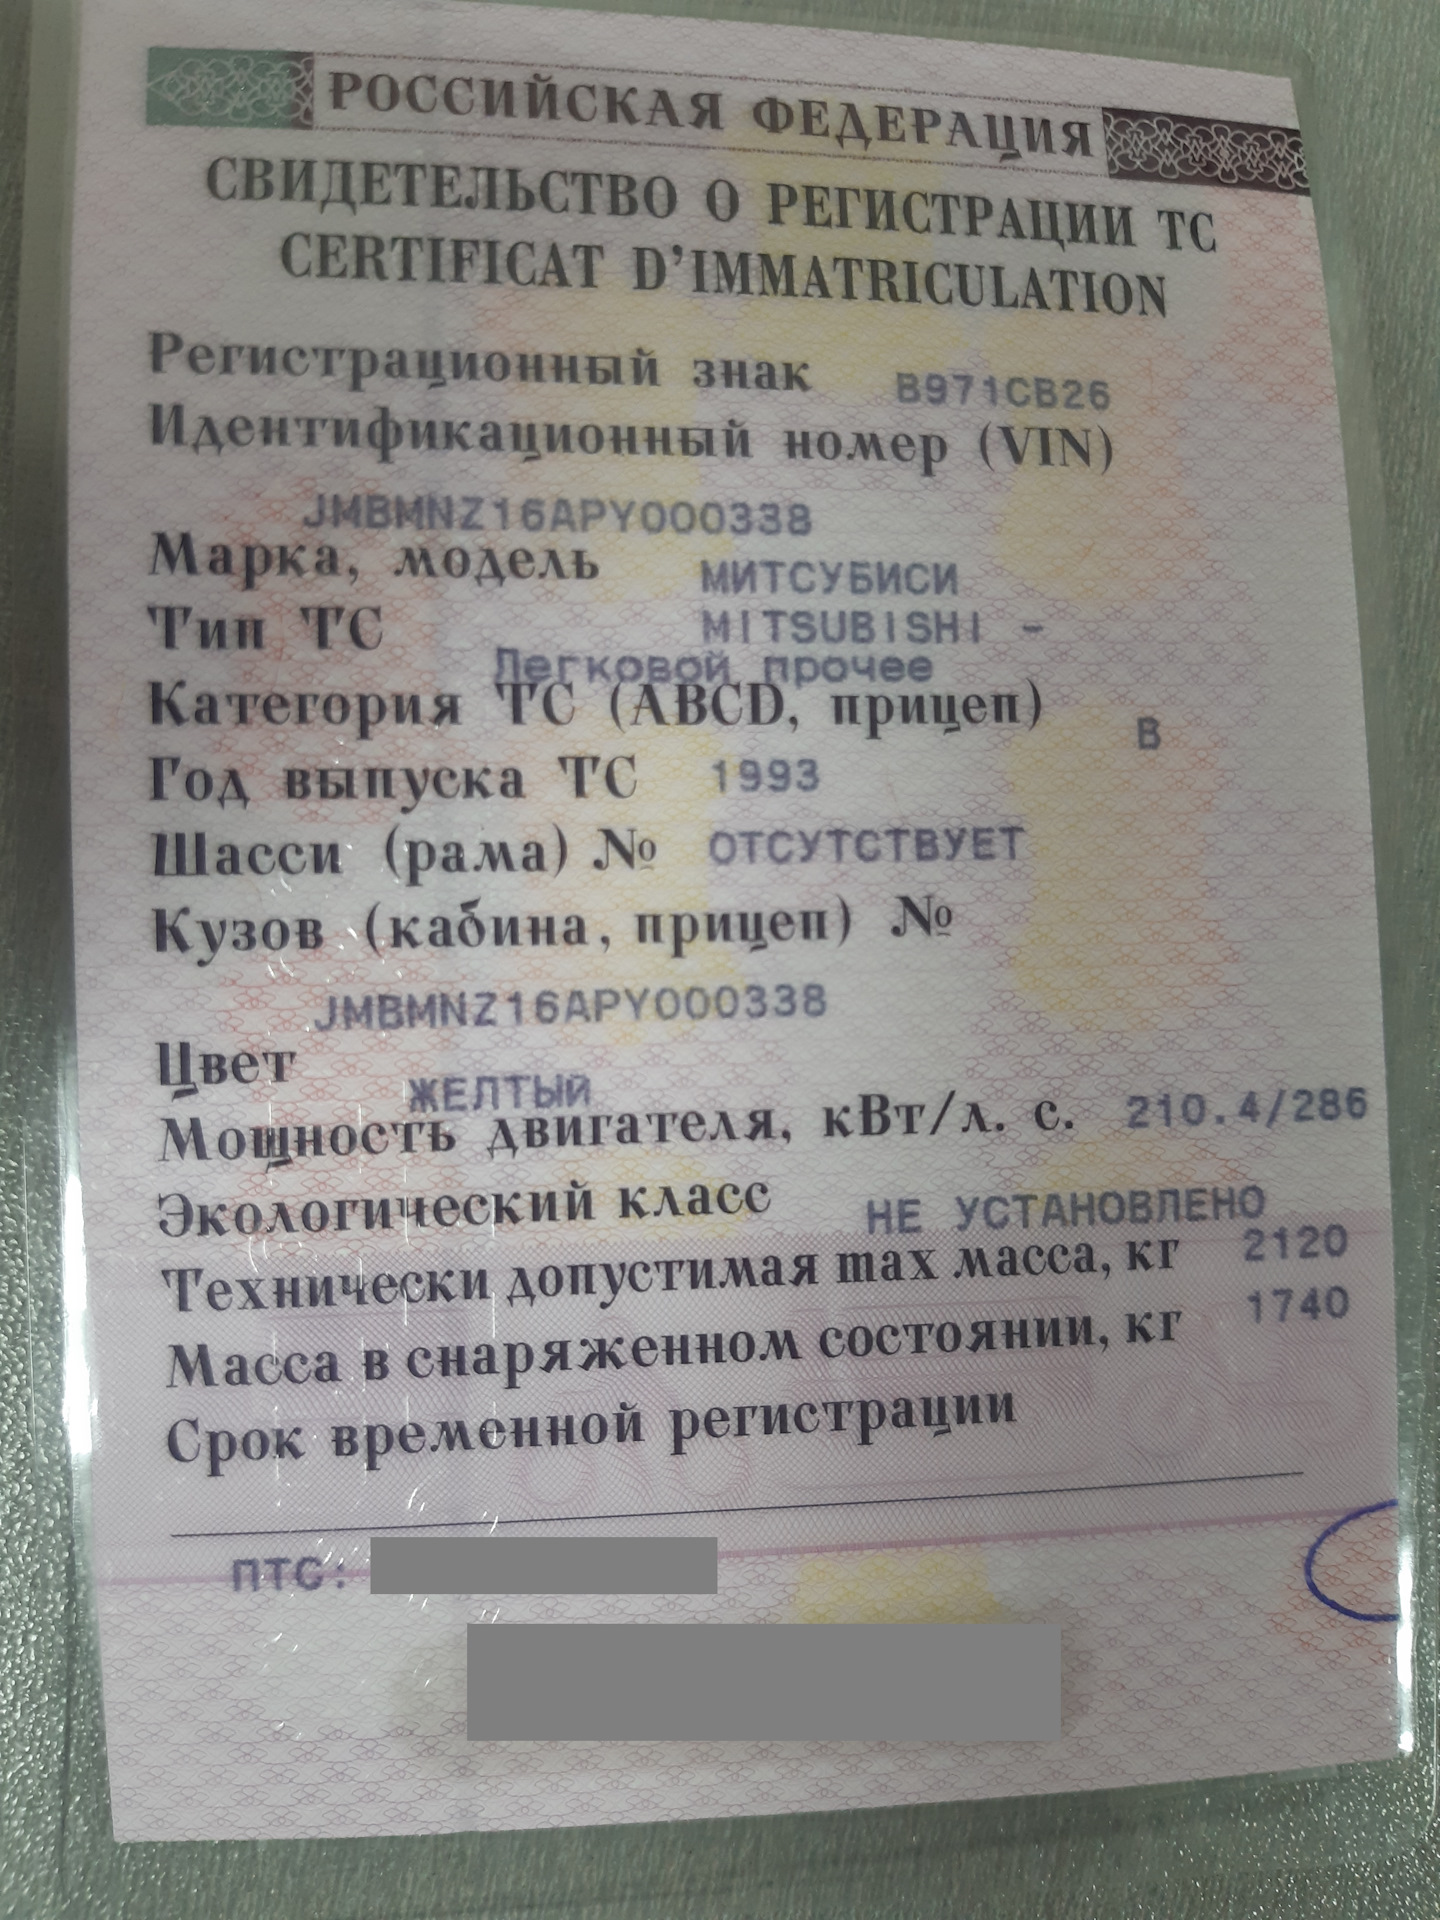 РОССИЙСКАЯ ФЕДЕРАЦИЯ
СВИДЕТЕЛЬСТВО О РЕГИСТРАЦИИ ТС
CERTIFICAT D'IMMATRICULATION
Регистрационный знак В971СВ26
Идентификационный номер (VIN)
JMBMNZ16APY000338
Марка, модель МИТСУБИСИ
Тип ТС MITSUBISHI -
Легковой прочее
Категория ТС (ABCD, прицеп) В
Год выпуска ТС 1993
Шасси (рама) № ОТСУТСТВУЕТ
Кузов (кабина, прицеп) №
JMBMNZ16APY000338
Цвет ЖЕЛТЫЙ
Мощность двигателя, кВт/л. с. 210.4/286
Экологический класс НЕ УСТАНОВЛЕНО
Технически допустимая max масса, кг 2120
Масса в снаряженном состоянии, кг 1740
Срок временной регистрации
ПТС: